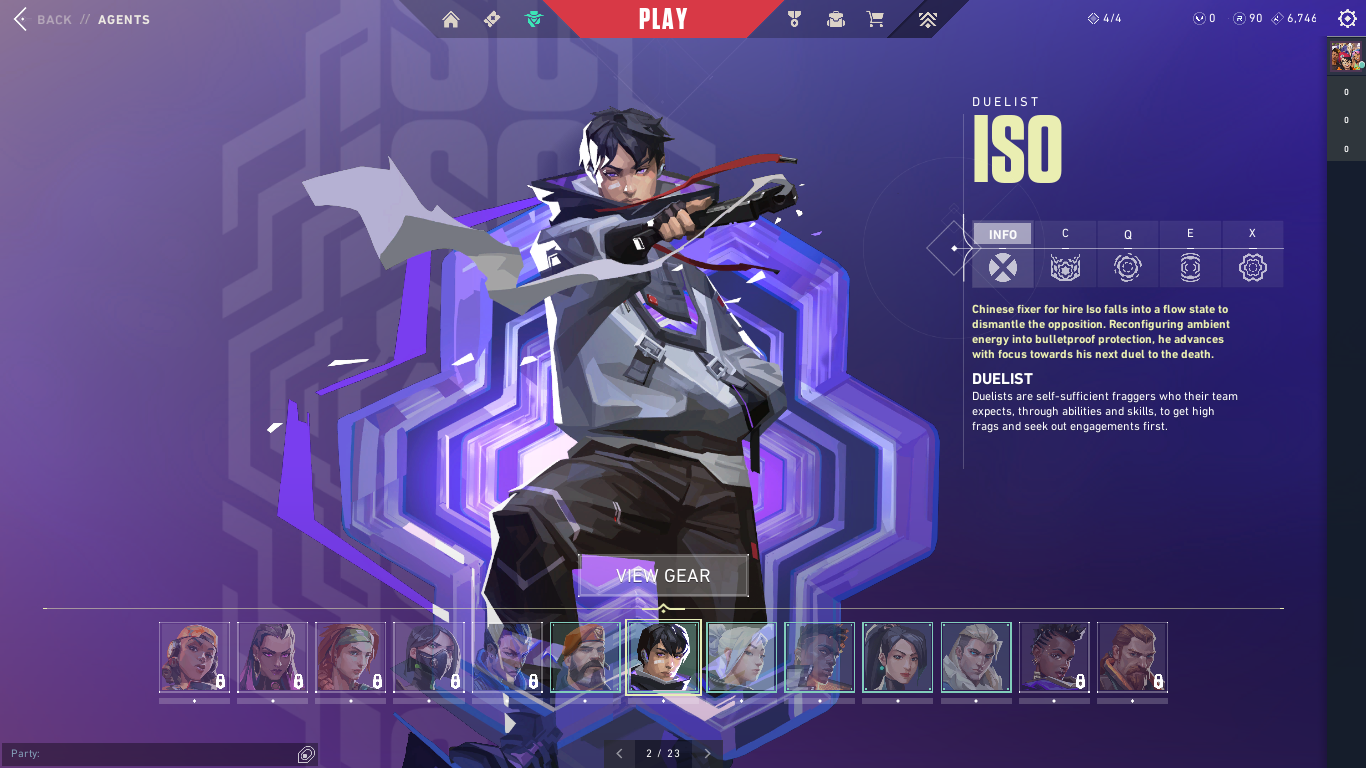 BACK // AGENTS
PLAY
4/4
0
90
6,746
0
0
0
ISO
ISO
DUELIST
ISO
INFO
C
Q
E
X
Chinese fixer for hire Iso falls into a flow state to
dismantle the opposition. Reconfiguring ambient
energy into bulletproof protection, he advances
with focus towards his next duel to the death.
DUELIST
Duelists are self-sufficient fraggers who their team
expects, through abilities and skills, to get high
frags and seek out engagements first.
VIEW GEAR
Party:
2 / 23